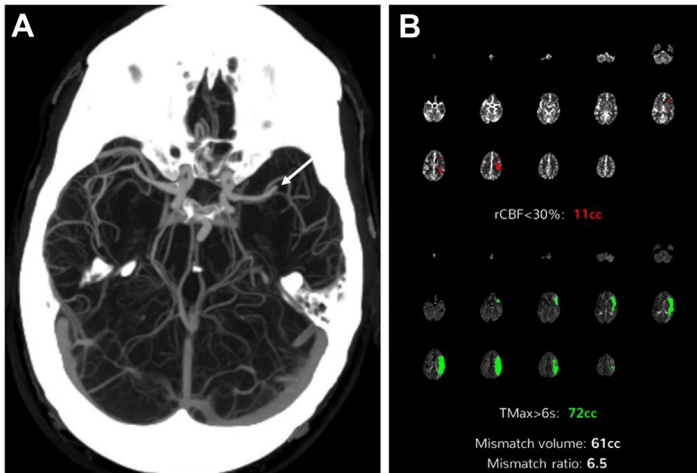 A
B
rCBF<30%: 11cc
TMax>6s: 72cc
Mismatch volume: 61cc
Mismatch ratio: 6.5